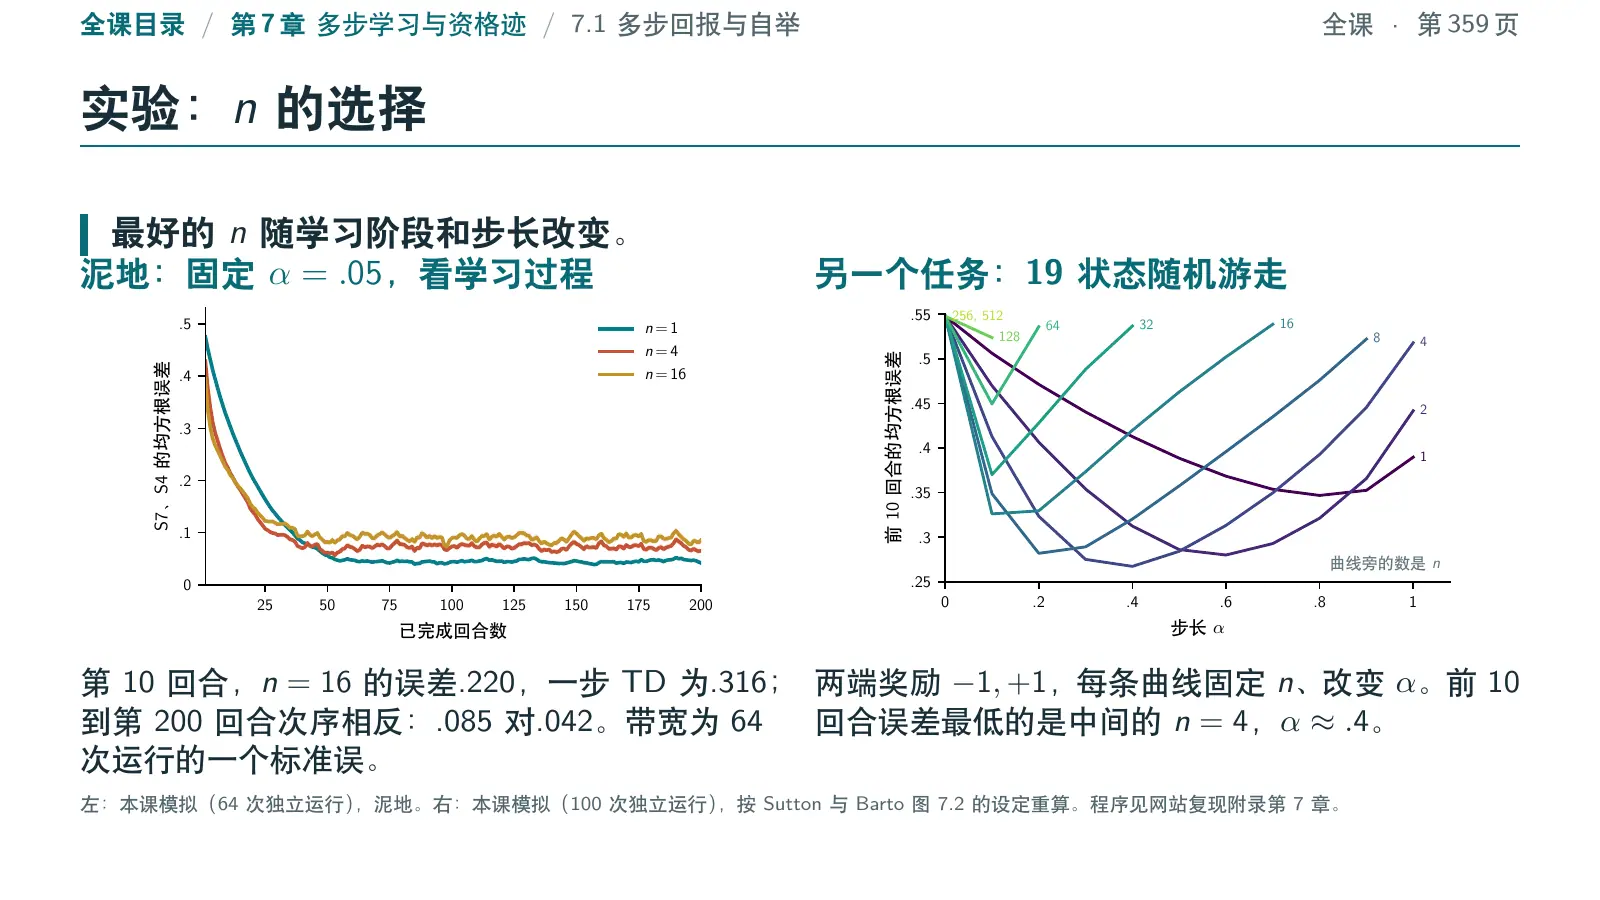 全课目录 / 第 7 章 多步学习与资格迹 / 7.1 多步回报与自举
全课 · 第 359 页
实验：n 的选择
最好的 n 随学习阶段和步长改变。
泥地：固定 α = .05，看学习过程
.5
.4
.3
.2
.1
0
25 50 75 100 125 150 175 200
S7、S4 的均方根误差
已完成回合数
n = 1
n = 4
n = 16
第 10 回合，n = 16 的误差.220，一步 TD 为.316；
到第 200 回合次序相反：.085 对.042。带宽为 64
次运行的一个标准误。
另一个任务：19 状态随机游走
.55
.5
.45
.4
.35
.3
.25
0 .2 .4 .6 .8 1
前 10 回合的均方根误差
步长 α
256, 512
128
64
32
16
8
4
2
1
曲线旁的数是 n
两端奖励 −1, +1，每条曲线固定 n、改变 α。前 10
回合误差最低的是中间的 n = 4，α ≈ .4。
左：本课模拟（64 次独立运行），泥地。右：本课模拟（100 次独立运行），按 Sutton 与 Barto 图 7.2 的设定重算。程序见网站复现附录第 7 章。